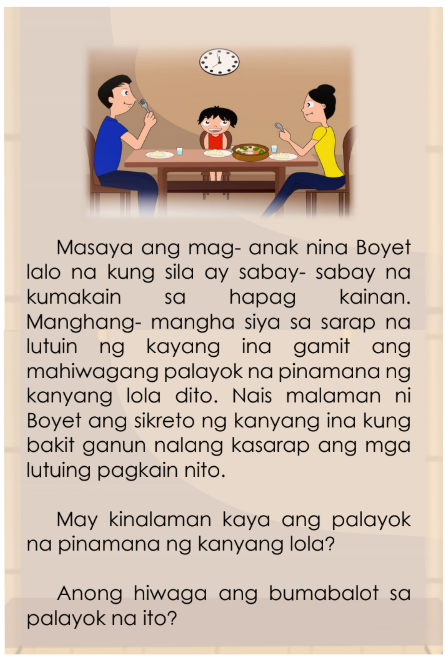 Masaya ang mag- anak nina Boyet
lalo na kung sila ay sabay- sabay na
kumakain sa hapag kainan.
Manghang- mangha siya sa sarap na
lutuin ng kayang ina gamit ang
mahiwagang palayok na pinamana ng
kanyang lola dito. Nais malaman ni
Boyet ang sikreto ng kanyang ina kung
bakit ganun nalang kasarap ang mga
lutuing pagkain nito.
May kinalaman kaya ang palayok
na pinamana ng kanyang lola?
Anong hiwaga ang bumabalot sa
palayok na ito?